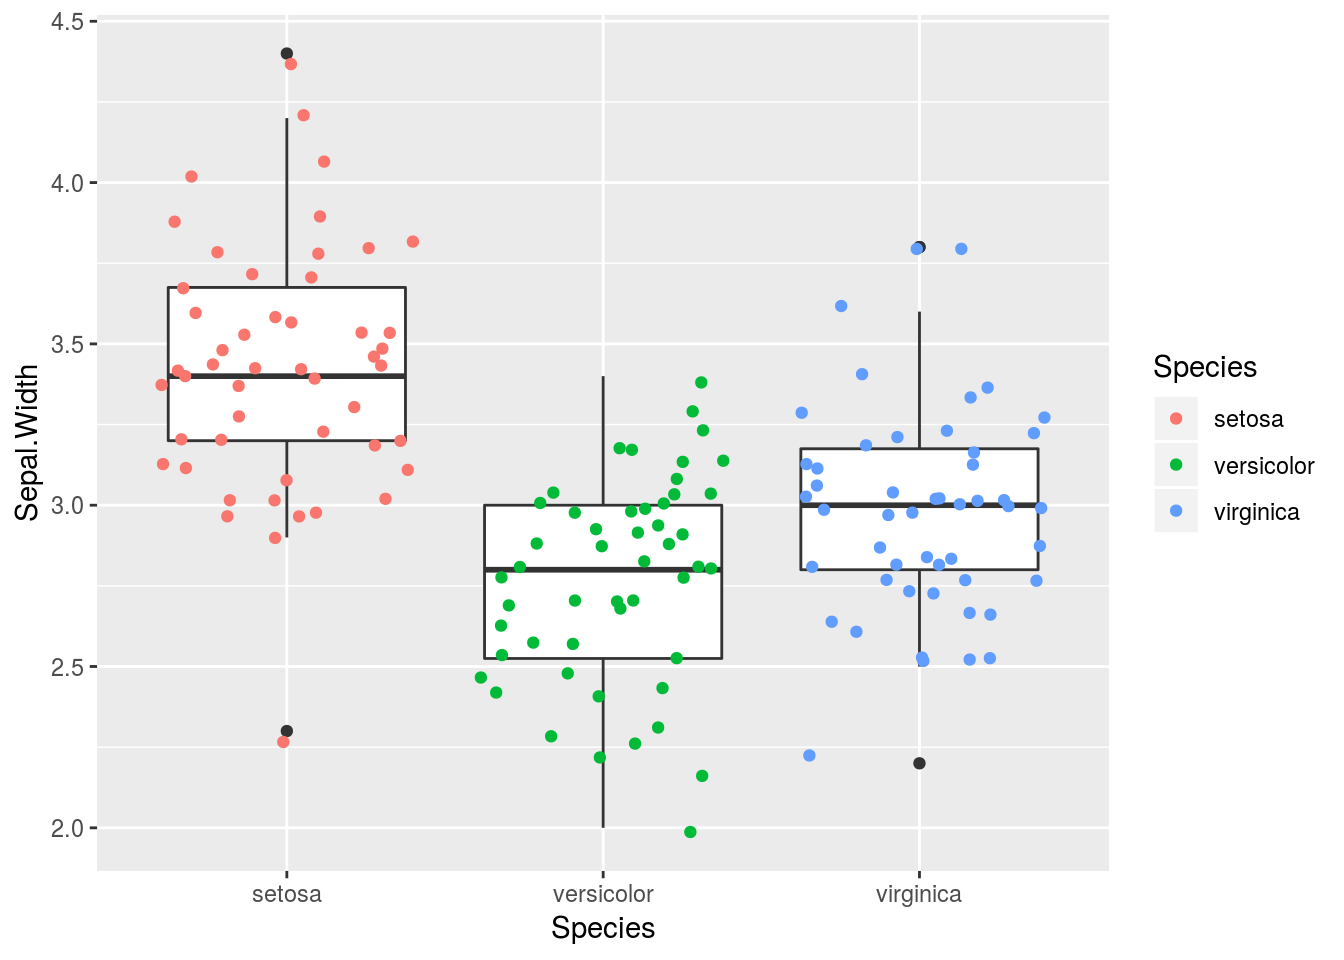 4.5
4.0
3.5
3.0
2.5
2.0
Sepal.Width
setosa
versicolor
virginica
Species
Species
setosa
versicolor
virginica